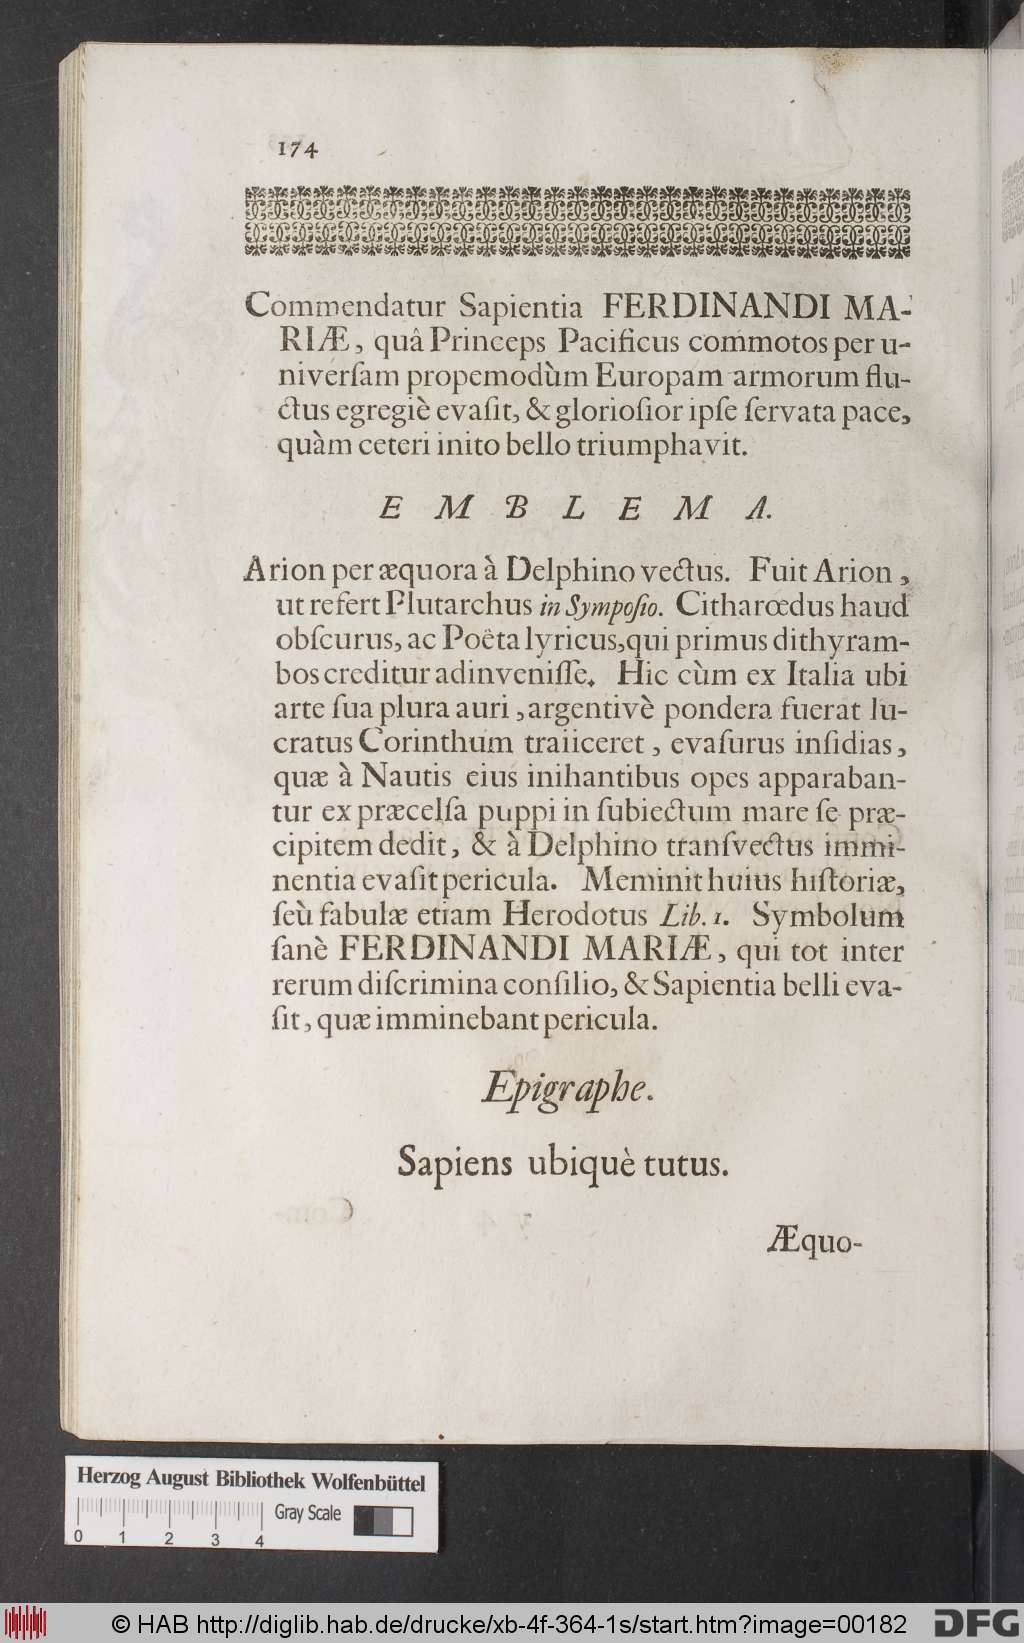 174
Commendatur Sapientia FERDINANDI MA-
RIÆ, quâ Princeps Pacificus commotos per u-
niverſam propemodùm Europam armorum flu-
ctus egregiè evaſit, & glorioſior ipſe ſervata pace,
quàm ceteri inito bello triumphavit.
E M B L E M A.
Arion per æquora à Delphino vectus. Fuit Arion,
ut refert Plutarchus in Sympoſio. Citharœdus haud
obſcurus, ac Poëta lyricus, qui primus dithyram-
bos creditur adinveniſſe. Hic cùm ex Italia ubi
arte ſua plura auri, argentivè pondera fuerat lu-
cratus Corinthum traiiceret, evaſurus inſidias,
quæ à Nautis eius inihantibus opes apparaban-
tur ex præcelſa puppi in ſubiectum mare ſe præ-
cipitem dedit, & à Delphino tranſvectus immi-
nentia evaſit pericula. Meminit huius hiſtoriæ,
ſeù fabulæ etiam Herodotus Lib. 1. Symbolum
ſanè FERDINANDI MARIÆ, qui tot inter
rerum diſcrimina conſilio, & Sapientia belli eva-
ſit, quæ imminebant pericula.
Epigraphe.
Sapiens ubiquè tutus.
Æquo-
Herzog August Bibliothek Wolfenbüttel
Gray Scale
0 1 2 3 4
© HAB http://diglib.hab.de/drucke/xb-4f-364-1s/start.htm?image=00182
DFG